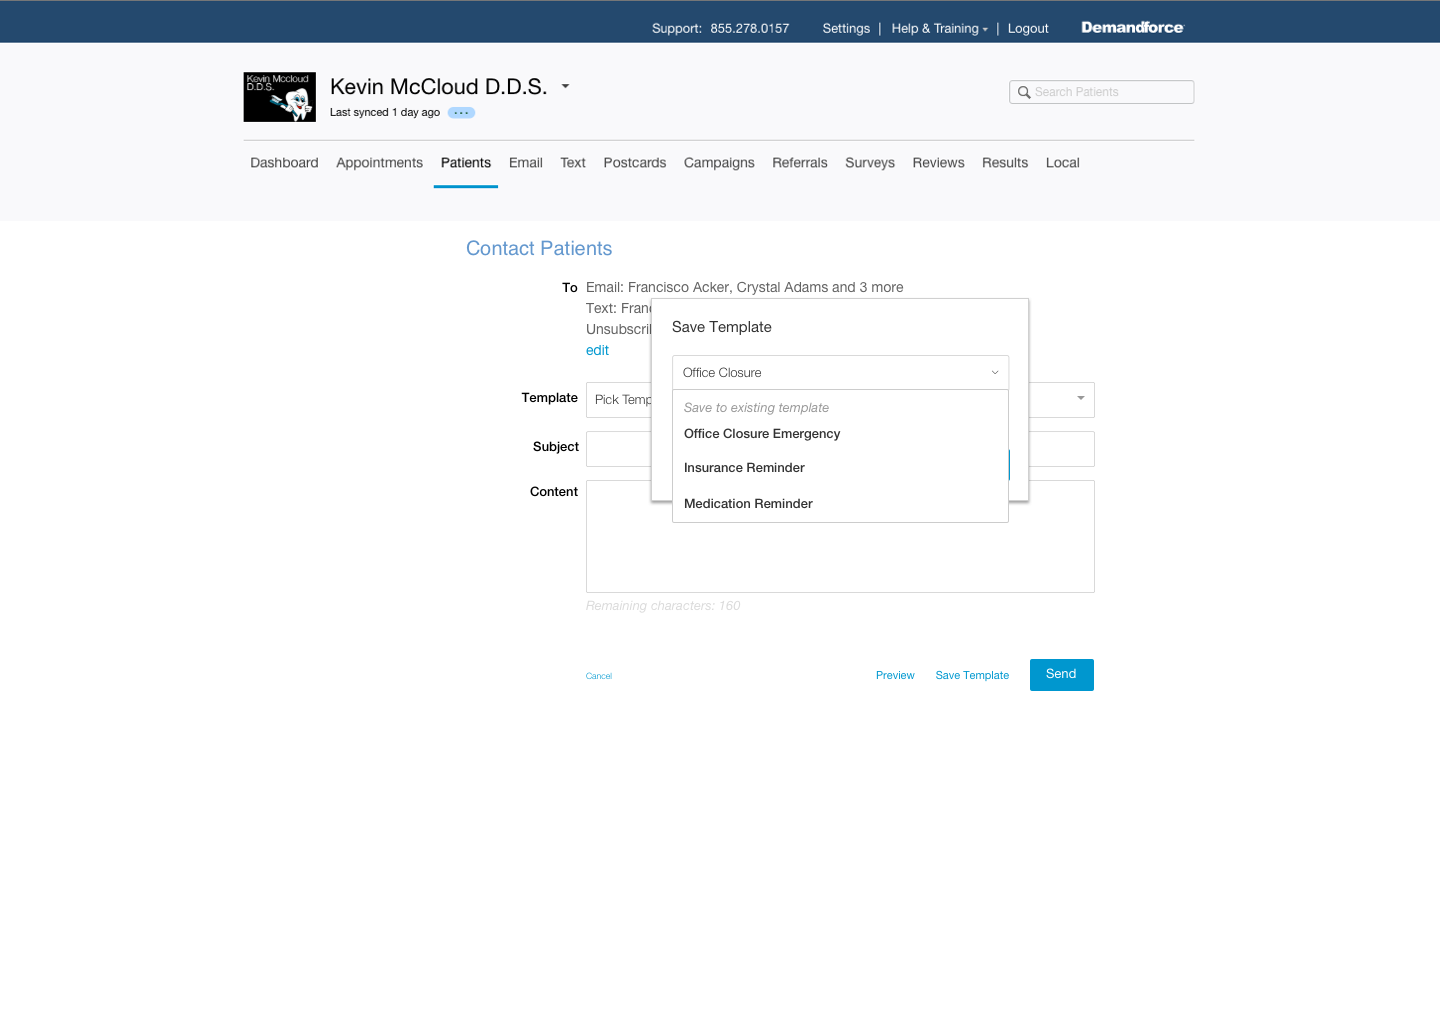 Support: 855.278.0157 Settings | Help & Training | Logout Demandforce
Kevin Mccloud
D.D.S.
Kevin McCloud D.D.S.
Last synced 1 day ago
Search Patients
Dashboard Appointments Patients Email Text Postcards Campaigns Referrals Surveys Reviews Results Local
Contact Patients
To Email: Francisco Acker, Crystal Adams and 3 more
Text:
edit
Save Template
Office Closure
Save to existing template
Office Closure Emergency
Insurance Reminder
Medication Reminder
Template Pick
Subject
Content
Remaining characters: 160
Cancel Preview Save Template Send